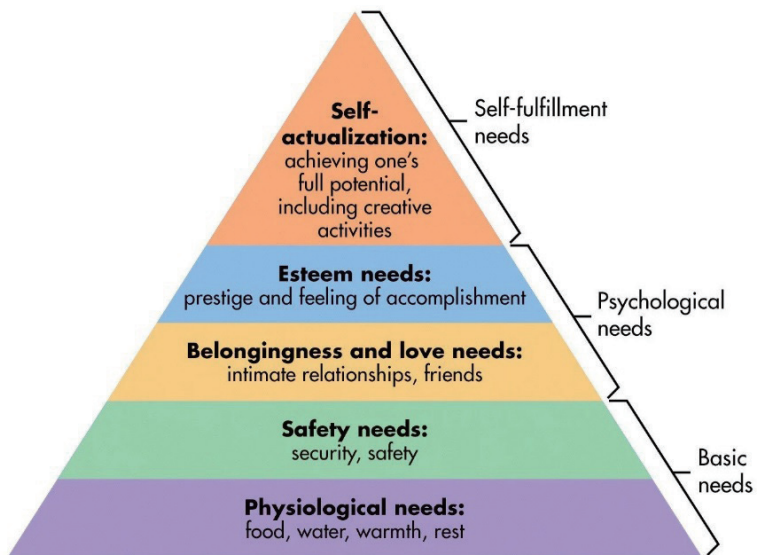 Self-
actualization:
achieving one's
full potential,
including creative
activities
Self-fulfillment
needs
Esteem needs:
prestige and feeling of accomplishment
Psychological
needs
Belongingness and love needs:
intimate relationships, friends
Safety needs:
security, safety
Basic
needs
Physiological needs:
food, water, warmth, rest